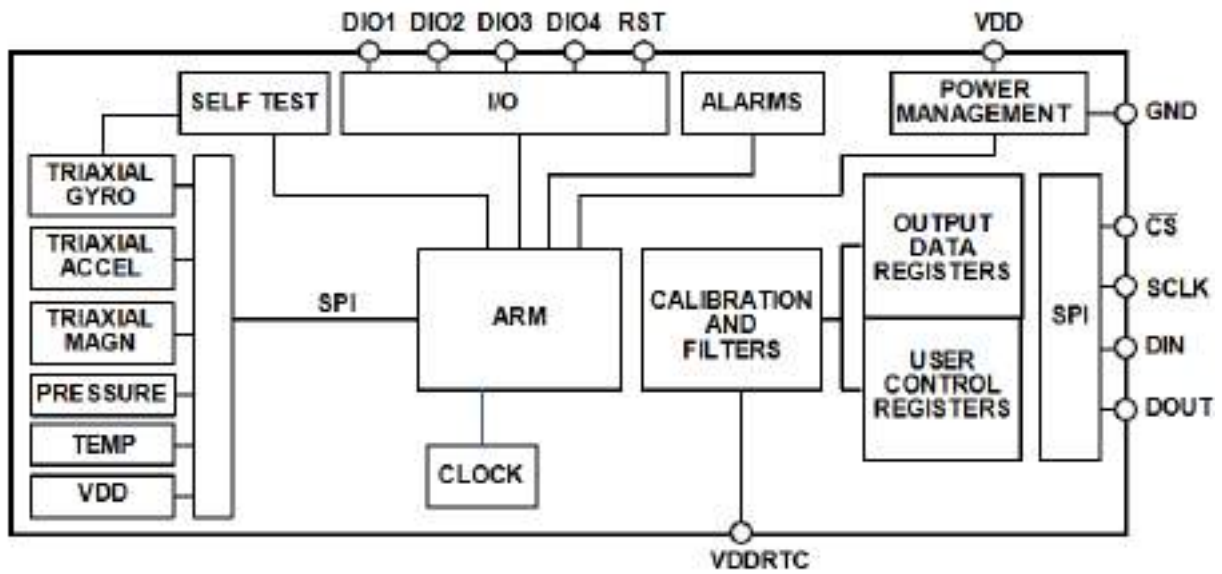 DIO1 DIO2 DIO3 DIO4 RST
VDD
SELF TEST
I/O
ALARMS
POWER
MANAGEMENT
GND
TRIAXIAL
GYRO
TRIAXIAL
ACCEL
TRIAXIAL
MAGN
PRESSURE
TEMP
VDD
SPI
ARM
CLOCK
CALIBRATION
AND
FILTERS
OUTPUT
DATA
REGISTERS
USER
CONTROL
REGISTERS
SPI
CS
SCLK
DIN
DOUT
VDDRTC